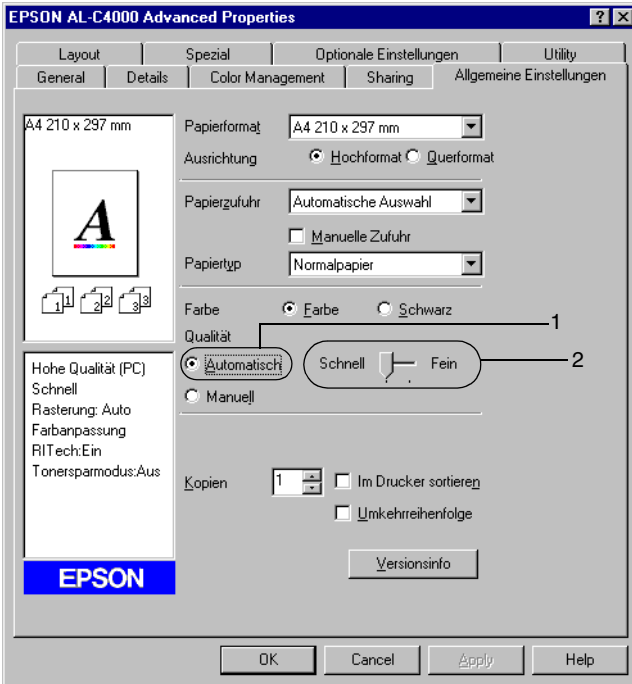 EPSON AL-C4000 Advanced Properties
Layout Spezial Optionale Einstellungen Utility
General Details Color Management Sharing Allgemeine Einstellungen
A4 210 x 297 mm
A
1 1 2 2 3 3
Papierformat A4 210 x 297 mm
Ausrichtung Hochformat Querformat
Papierzufuhr Automatische Auswahl
Manuelle Zufuhr
Papiertyp Normalpapier
Farbe Farbe Schwarz
Qualität
1
Automatisch Schnell Fein 2
Manuell
Hohe Qualität (PC)
Schnell
Rasterung: Auto
Farbanpassung
RITech:Ein
Tonersparmodus:Aus
Kopien 1 Im Drucker sortieren
Umkehrreihenfolge
Versionsinfo
EPSON
OK Cancel Apply Help